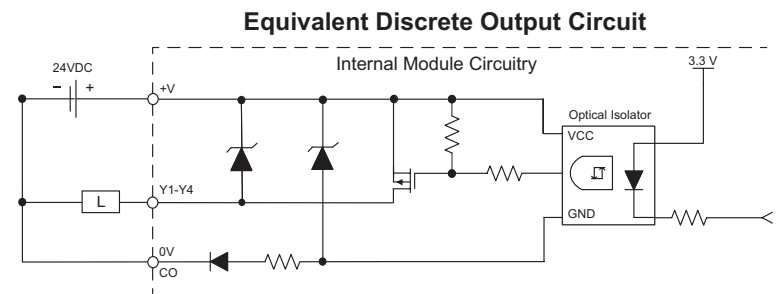 Equivalent Discrete Output Circuit
Internal Module Circuitry
24VDC
3.3 V
− +
+V
Optical Isolator
VCC
Y1-Y4
L
GND
0V
CO